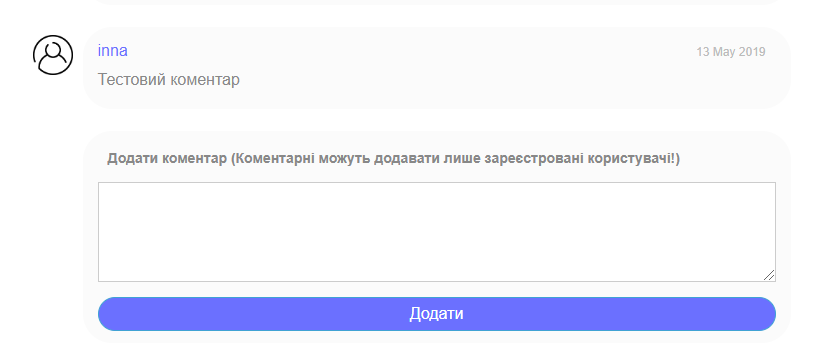 inna
13 May 2019
Тестовий коментар
Додати коментар (Коментарні можуть додавати лише зареєстровані користувачі!)
Додати